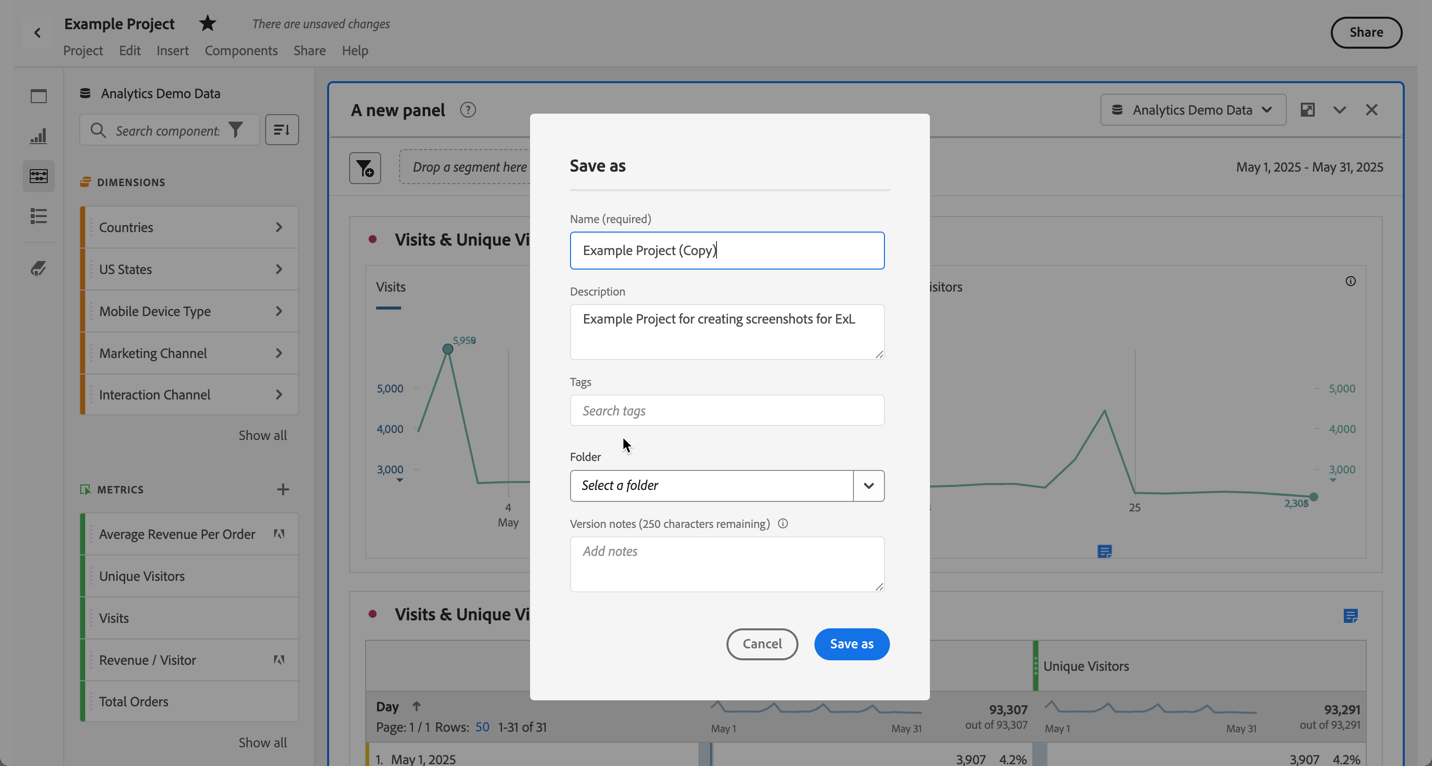 Example Project
There are unsaved changes
Share
Project Edit Insert Components Share Help
Analytics Demo Data
Search component
DIMENSIONS
Countries
US States
Mobile Device Type
Marketing Channel
Interaction Channel
Show all
METRICS
Average Revenue Per Order
Unique Visitors
Visits
Revenue / Visitor
Total Orders
Show all
A new panel
Analytics Demo Data
Drop a segment here
May 1, 2025 - May 31, 2025
Visits & Unique Vi
Visits
isitors
5,958
5,000
4,000
3,000
4
May
25
5,000
4,000
3,000
2,305
Save as
Name (required)
Example Project (Copy)
Description
Example Project for creating screenshots for ExL
Tags
Search tags
Folder
Select a folder
Version notes (250 characters remaining)
Add notes
Cancel
Save as
Visits & Unique Vi
Unique Visitors
Day
Page: 1 / 1 Rows: 50 1-31 of 31
May 1 May 31
93,307
out of 93,307
May 1 May 31
93,291
out of 93,291
1. May 1, 2025
3,907 4.2%
3,907 4.2%